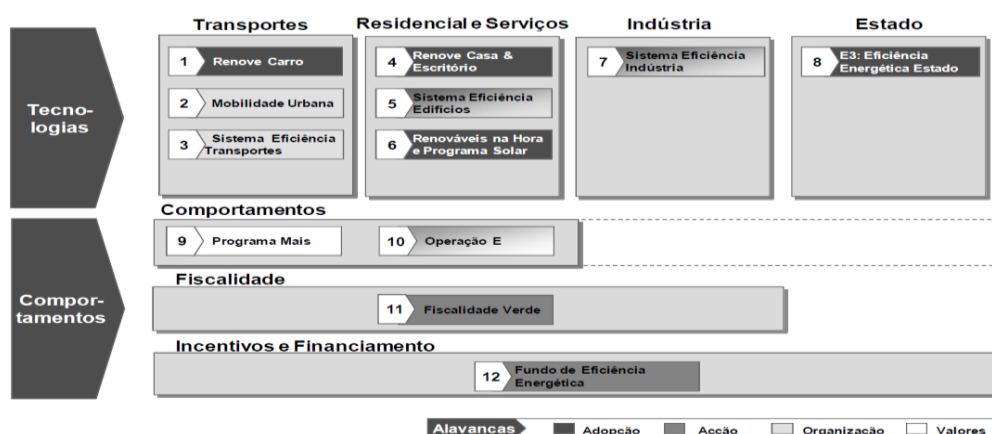 Transportes
Residencial e Serviços
Indústria
Estado
Tecno-
logias
1 Renove Carro
2 Mobilidade Urbana
3 Sistema Eficiência
Transportes
4 Renove Casa &
Escritório
5 Sistema Eficiência
Edifícios
6 Renováveis na Hora
e Programa Solar
7 Sistema Eficiência
Indústria
8 E3: Eficiência
Energética Estado
Compor-
tamentos
Comportamentos
9 Programa Mais
10 Operação E
Fiscalidade
11 Fiscalidade Verde
Incentivos e Financiamento
12 Fundo de Eficiência
Energética
Alavancas Adopção Acção Organização Valores